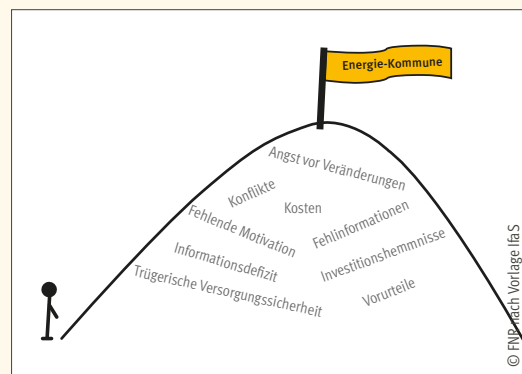 Energie-Kommune
Angst vor Veränderungen
Konflikte
Kosten
Fehlende Motivation
Fehlinformationen
Informationsdefizit
Investitionshemmnisse
Trügerische Versorgungssicherheit
Vorurteile
© FNR nach Vorlage IfaS